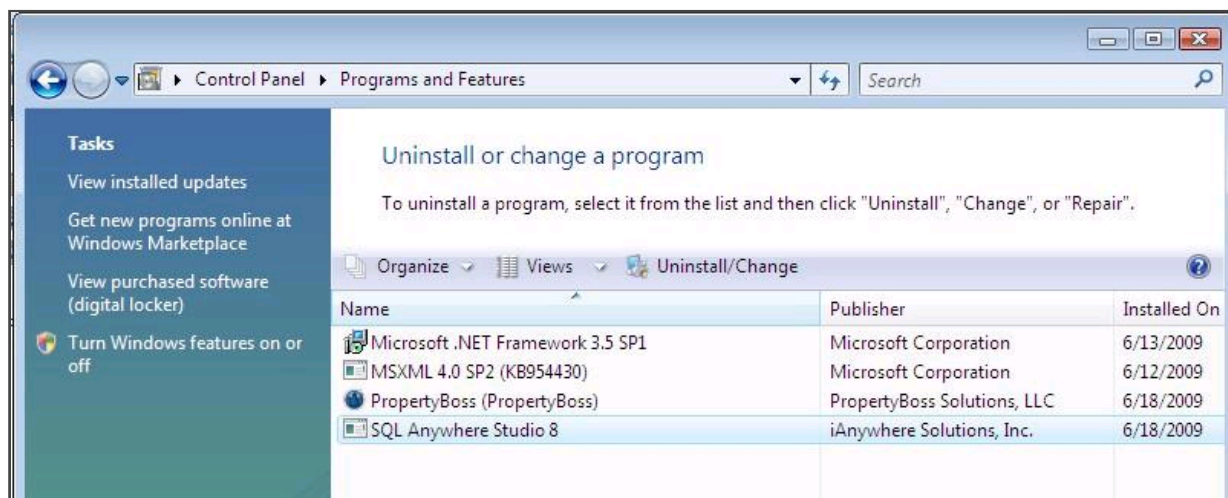 Control Panel Programs and Features
Search
Tasks
View installed updates
Get new programs online at
Windows Marketplace
View purchased software
(digital locker)
Turn Windows features on or
off
Uninstall or change a program
To uninstall a program, select it from the list and then click "Uninstall", "Change", or "Repair".
Organize Views Uninstall/Change
Name Publisher Installed On
Microsoft .NET Framework 3.5 SP1 Microsoft Corporation 6/13/2009
MSXML 4.0 SP2 (KB954430) Microsoft Corporation 6/12/2009
PropertyBoss (PropertyBoss) PropertyBoss Solutions, LLC 6/18/2009
SQL Anywhere Studio 8 iAnywhere Solutions, Inc. 6/18/2009